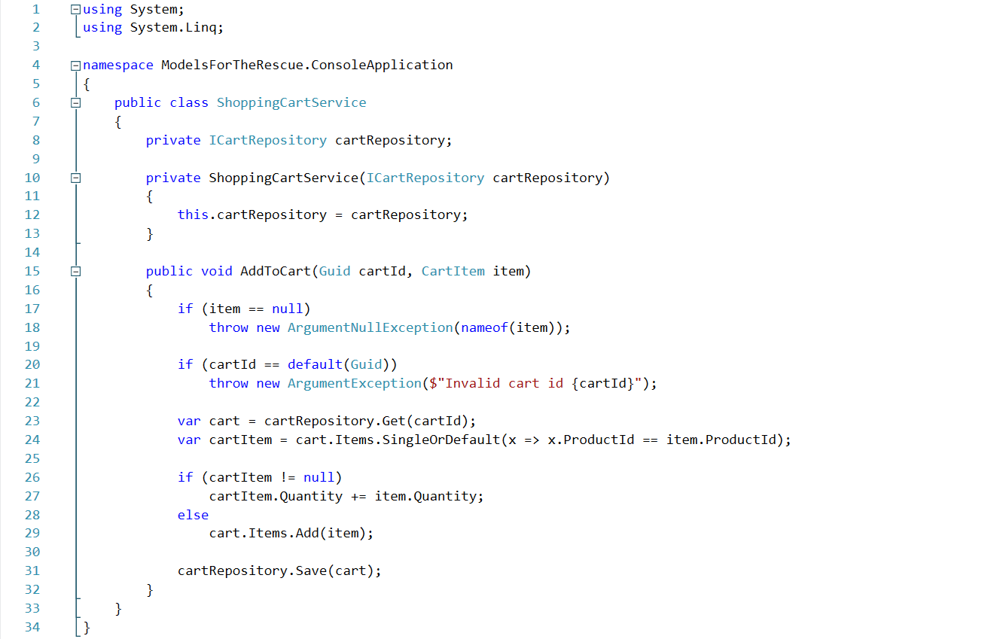 1 using System;
2 using System.Linq;
3
4 namespace ModelsForTheRescue.ConsoleApplication
5 {
6     public class ShoppingCartService
7     {
8         private ICartRepository cartRepository;
9
10         private ShoppingCartService(ICartRepository cartRepository)
11         {
12             this.cartRepository = cartRepository;
13         }
14
15         public void AddToCart(Guid cartId, CartItem item)
16         {
17             if (item == null)
18                 throw new ArgumentNullException(nameof(item));
19
20             if (cartId == default(Guid))
21                 throw new ArgumentException($"Invalid cart id {cartId}");
22
23             var cart = cartRepository.Get(cartId);
24             var cartItem = cart.Items.SingleOrDefault(x => x.ProductId == item.ProductId);
25
26             if (cartItem != null)
27                 cartItem.Quantity += item.Quantity;
28             else
29                 cart.Items.Add(item);
30
31             cartRepository.Save(cart);
32         }
33     }
34 }